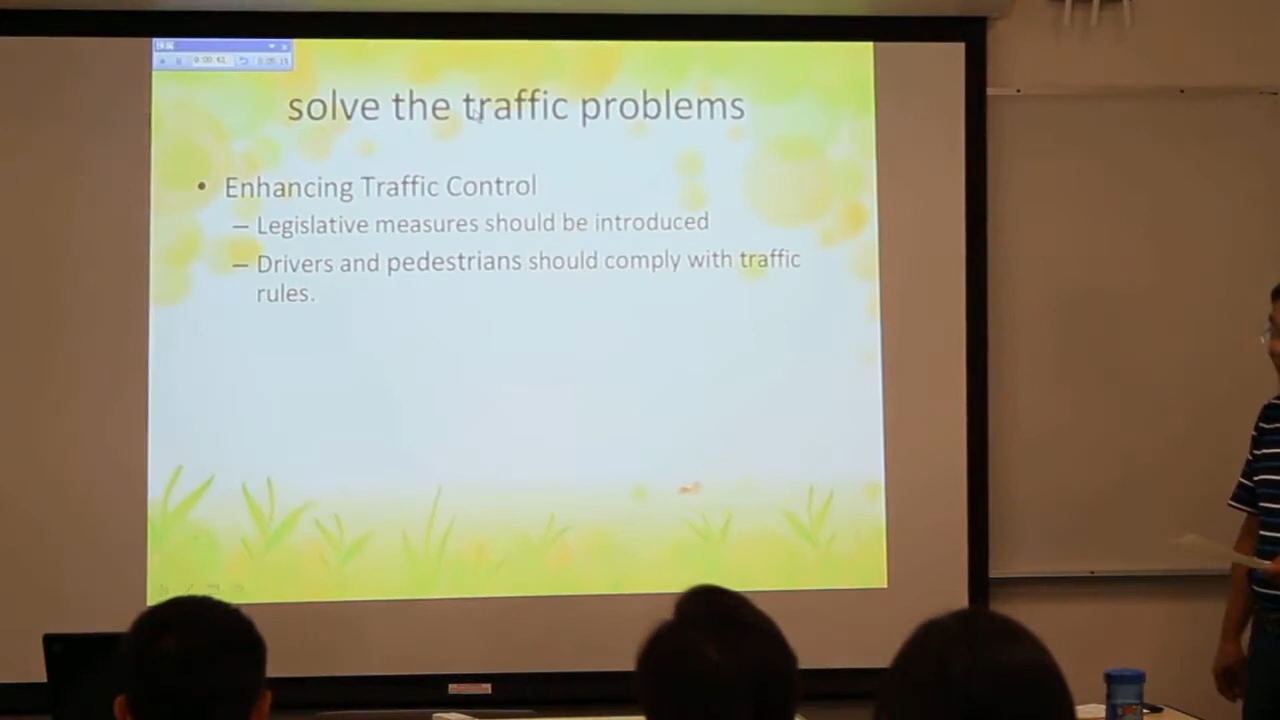 solve the traffic problems
• Enhancing Traffic Control
– Legislative measures should be introduced
– Drivers and pedestrians should comply with traffic
rules.